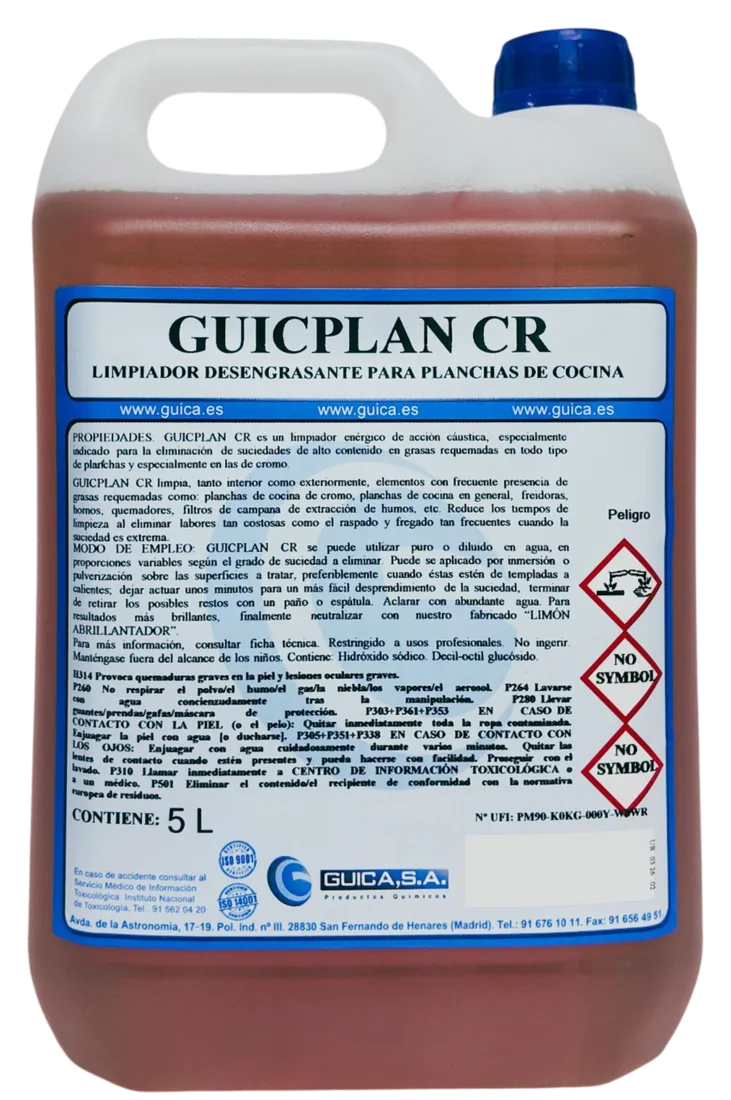 GUICPLAN CR
LIMPIADOR DESENGRASANTE PARA PLANCHAS DE COCINA
www.guica.es www.guica.es www.guica.es
PROPIEDADES. GUICPLAN CR es un limpiador enérgico de acción cáustica, especialmente
indicado para la eliminación de suciedades de alto contenido en grasas requemadas en todo tipo
de planchas y especialmente en las de cromo.
GUICPLAN CR limpia, tanto interior como exteriormente, elementos con frecuente presencia de
grasas requemadas como: planchas de cocina de cromo, planchas de cocina en general, freidoras,
hornos, quemadores, filtros de campana de extracción de humos, etc. Reduce los tiempos de
limpieza al eliminar labores tan costosas como el raspado y fregado tan frecuentes cuando la
suciedad es extrema.
MODO DE EMPLEO: GUICPLAN CR se puede utilizar puro o diluido en agua, en
proporciones variables según el grado de suciedad a eliminar. Puede se aplicado por inmersión o
pulverización sobre las superficies a tratar, preferiblemente cuando éstas estén de templadas a
calientes; dejar actuar unos minutos para un más fácil desprendimiento de la suciedad, terminar
de retirar los posibles restos con un paño o espátula. Aclarar con abundante agua. Para
resultados más brillantes, finalmente neutralizar con nuestro fabricado “LIMÓN
ABRILLANTADOR”.
Para más información, consultar ficha técnica. Restringido a usos profesionales. No ingerir.
Manténgase fuera del alcance de los niños. Contiene: Hidróxido sódico. Decil-octil glucósido.
H314 Provoca quemaduras graves en la piel y lesiones oculares graves.
P260 No respirar el polvo/el humo/el gas/la niebla/los vapores/el aerosol. P264 Lavarse
con agua concienzudamente tras la manipulación. P280 Llevar
guantes/prendas/gafas/máscara de protección. P303+P361+P353 EN CASO DE
CONTACTO CON LA PIEL (o el pelo): Quitar inmediatamente toda la ropa contaminada.
Enjuagar la piel con agua [o ducharse]. P305+P351+P338 EN CASO DE CONTACTO CON
LOS OJOS: Enjuagar con agua cuidadosamente durante varios minutos. Quitar las
lentes de contacto cuando estén presentes y pueda hacerse con facilidad. Proseguir con el
lavado. P310 Llamar inmediatamente a CENTRO DE INFORMACIÓN TOXICOLÓGICA o
a un médico. P501 Eliminar el contenido/el recipiente de conformidad con la normativa
europea de residuos.
Peligro
NO
SYMBOL
NO
SYMBOL
CONTIENE: 5 L
Nº UFI: PM90-K0KG-000Y-
En caso de accidente consultar al
Servicio Médico de Información
Toxicológica. Instituto Nacional
de Toxicología. Tel.. 91 562 04 20
ISO 9001
ISO 14001
GUICA, S.A.
Productos Químicos
Avda. de la Astronomia, 17-19. Pol. Ind. nº III. 28830 San Fernando de Henares (Madrid). Tel.: 91 676 10 11. Fax: 91 656 49 51